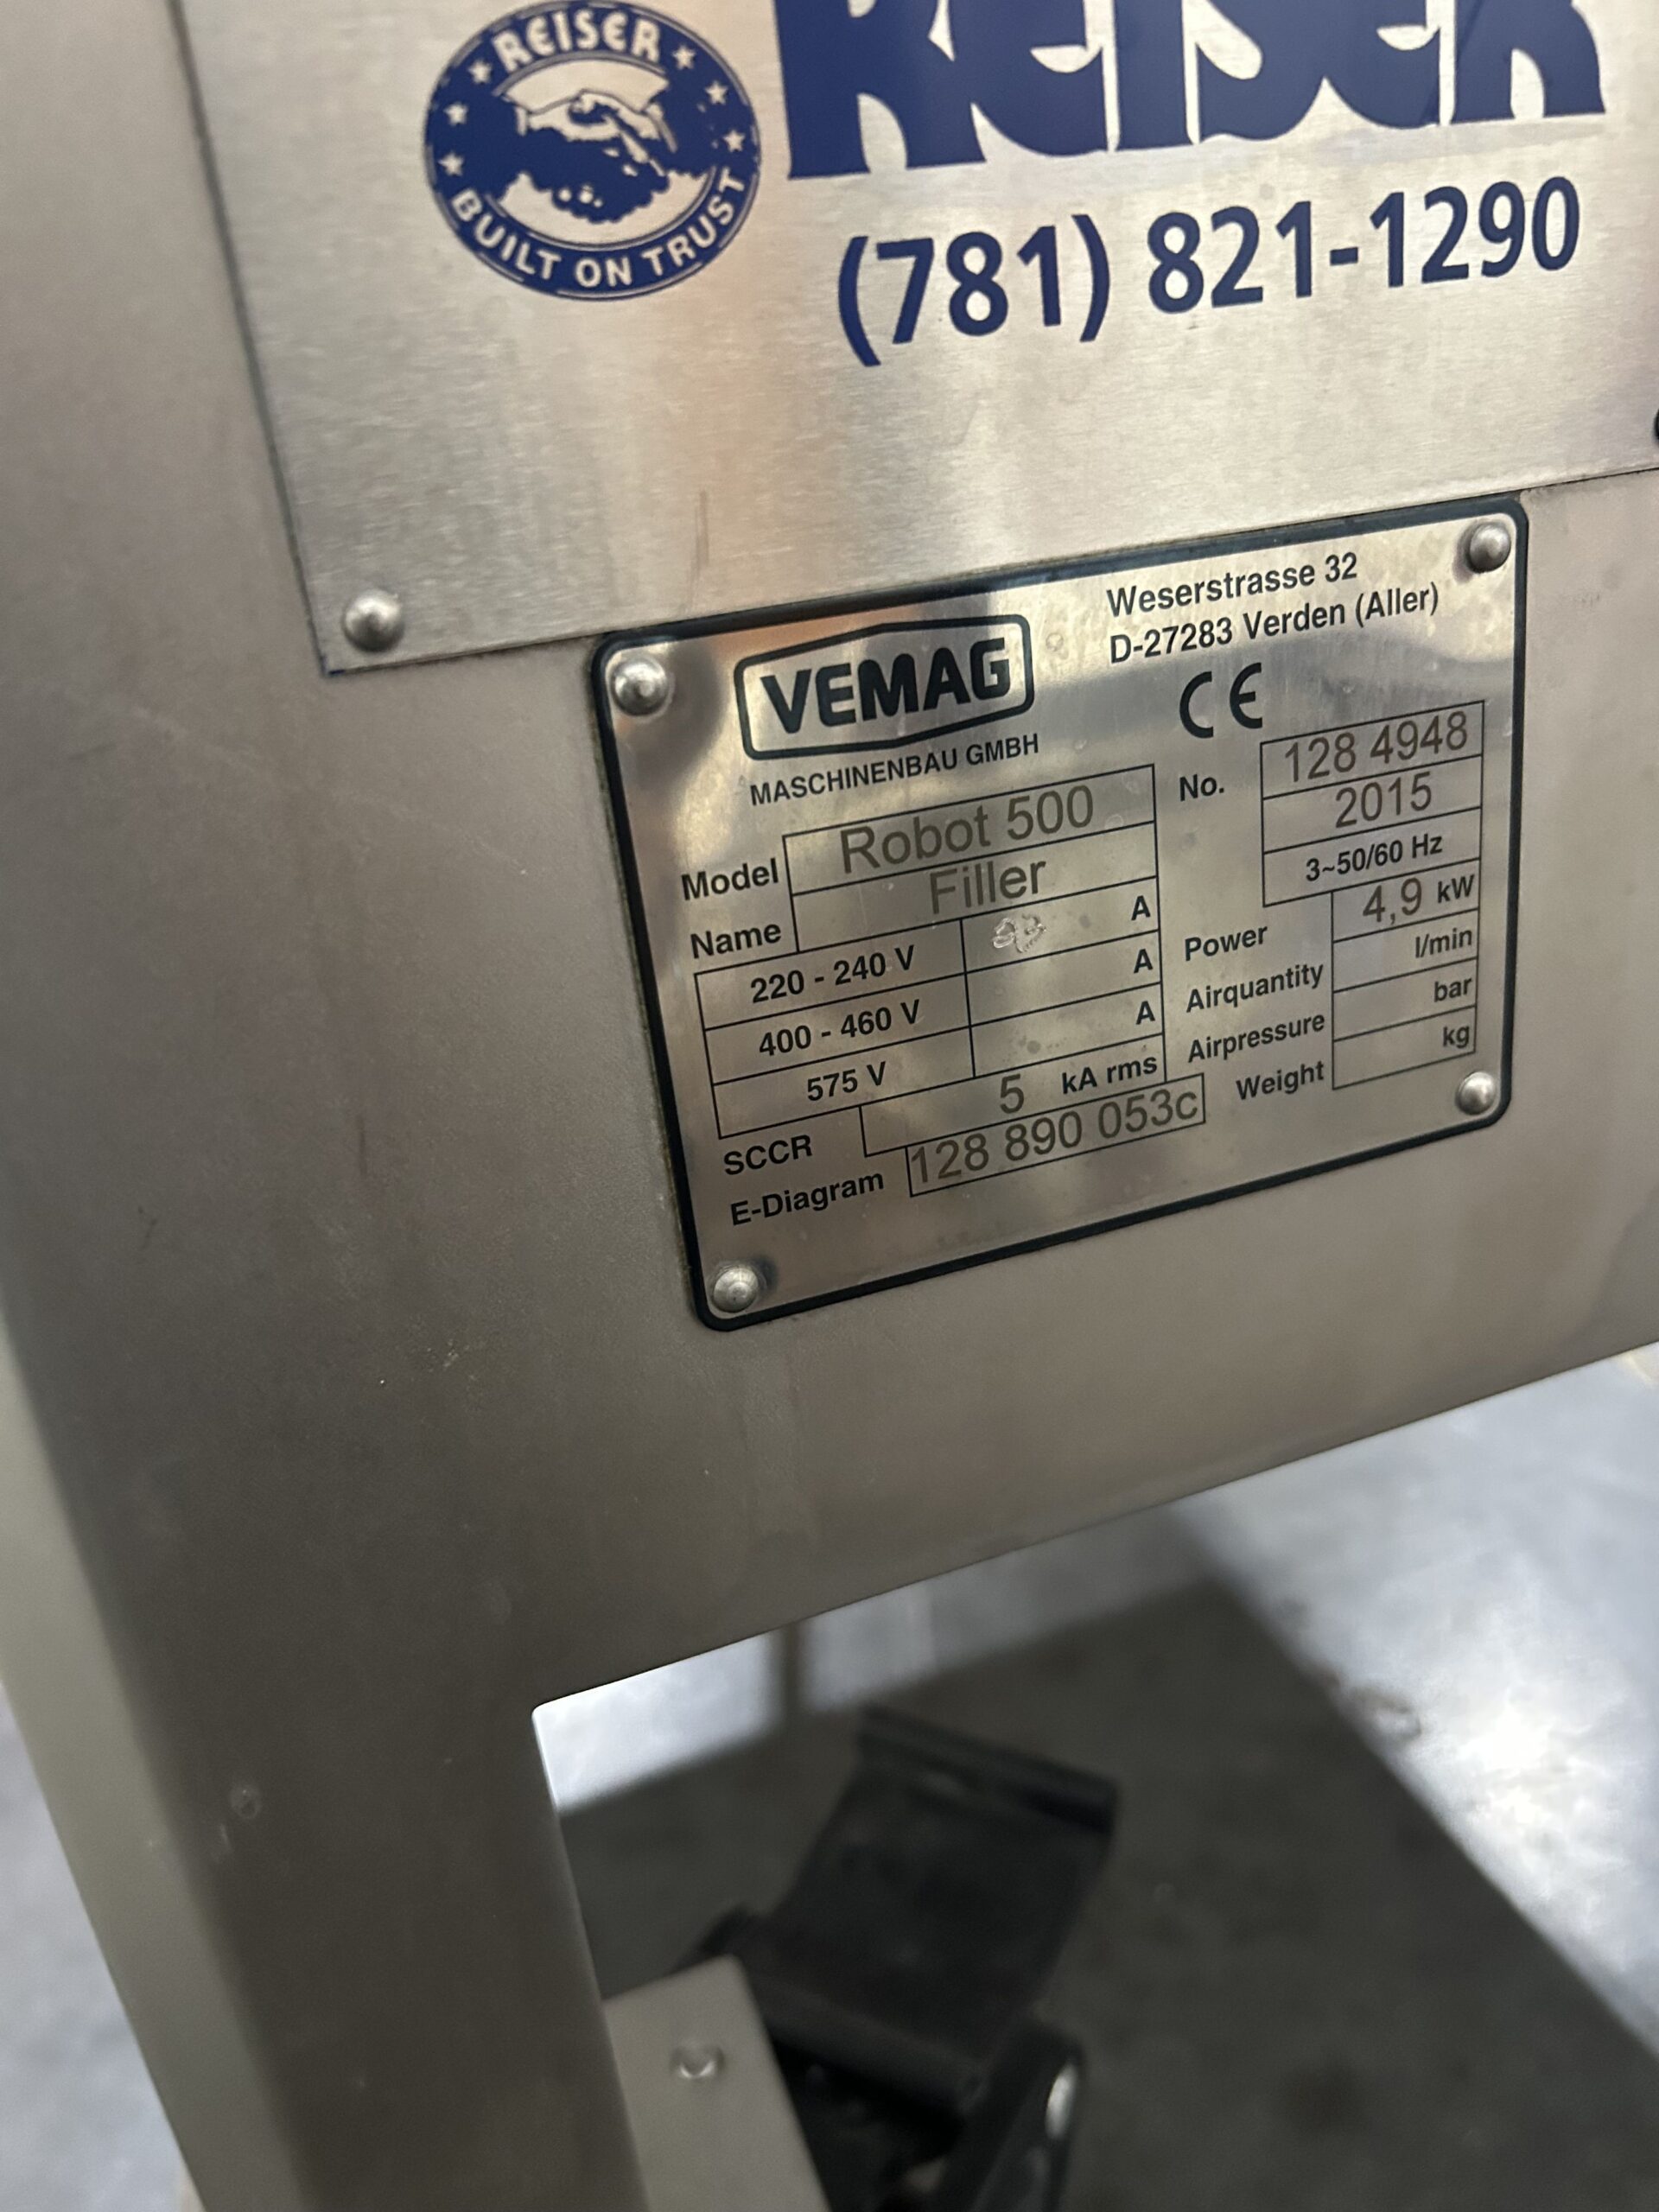 REISER
BUILT ON TRUST
REISER
(781) 821-1290
VEMAG
MASCHINENBAU GMBH
Weserstrasse 32
D-27283 Verden (Aller)
CE
Model Robot 500
Name Filler
No. 128 4948
2015
3~50/60 Hz
220 - 240 V A
400 - 460 V A
575 V A
SCCR 5 kA rms
E-Diagram 128 890 053c
Power 4,9 kW
Airquantity l/min
Airpressure bar
Weight kg